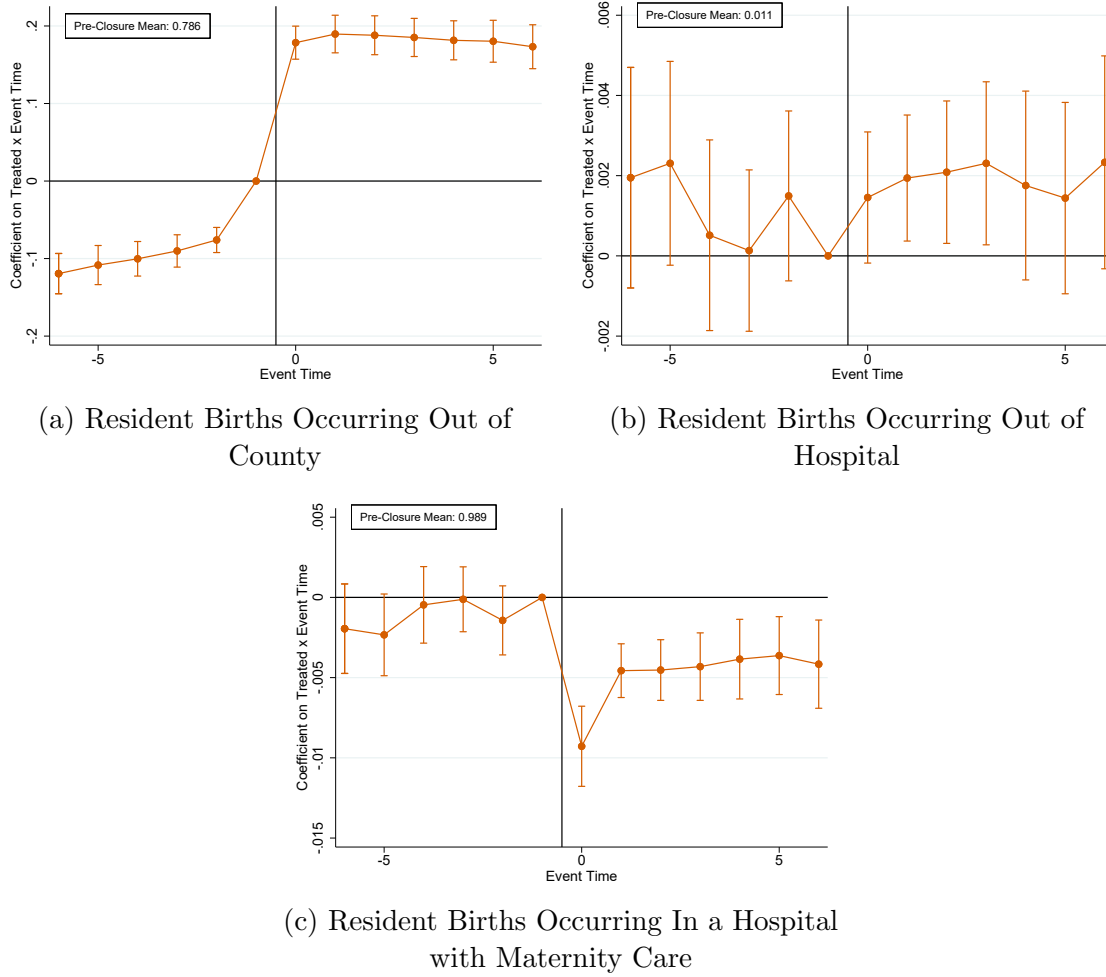 Pre-Closure Mean: 0.786
Coefficient on Treated x Event Time
.2
.1
0
-.1
-.2
-5
0
5
Event Time
(a) Resident Births Occurring Out of
County
Pre-Closure Mean: 0.011
Coefficient on Treated x Event Time
.006
.004
.002
0
-.002
-5
0
5
Event Time
(b) Resident Births Occurring Out of
Hospital
Pre-Closure Mean: 0.989
Coefficient on Treated x Event Time
.005
0
-.005
-.01
-.015
-5
0
5
Event Time
(c) Resident Births Occurring In a Hospital
with Maternity Care